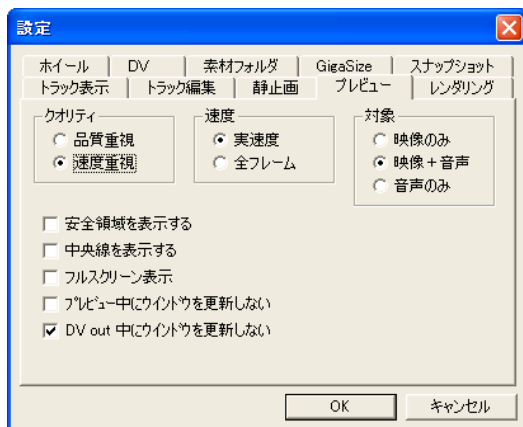 設定
ホイール DV 素材フォルダ GigaSize スナップショット
トラック表示 トラック編集 静止画 プレビュー レンダリング
クオリティ 速度 対象
品質重視 実速度 映像のみ
速度重視 全フレーム 映像+音声
音声のみ
安全領域を表示する
中央線を表示する
フルスクリーン表示
プレビュー中にウインドウを更新しない
DV out 中にウインドウを更新しない
OK キャンセル